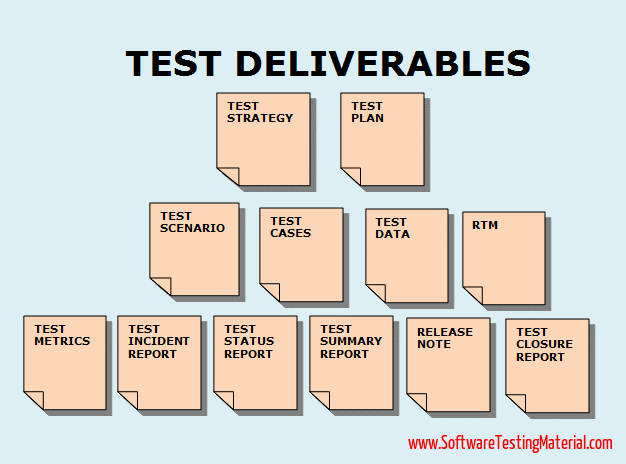 TEST DELIVERABLES
TEST
STRATEGY
TEST
PLAN
TEST
SCENARIO
TEST
CASES
TEST
DATA
RTM
TEST
METRICS
TEST
INCIDENT
REPORT
TEST
STATUS
REPORT
TEST
SUMMARY
REPORT
RELEASE
NOTE
TEST
CLOSURE
REPORT
www.SoftwareTestingMaterial.com